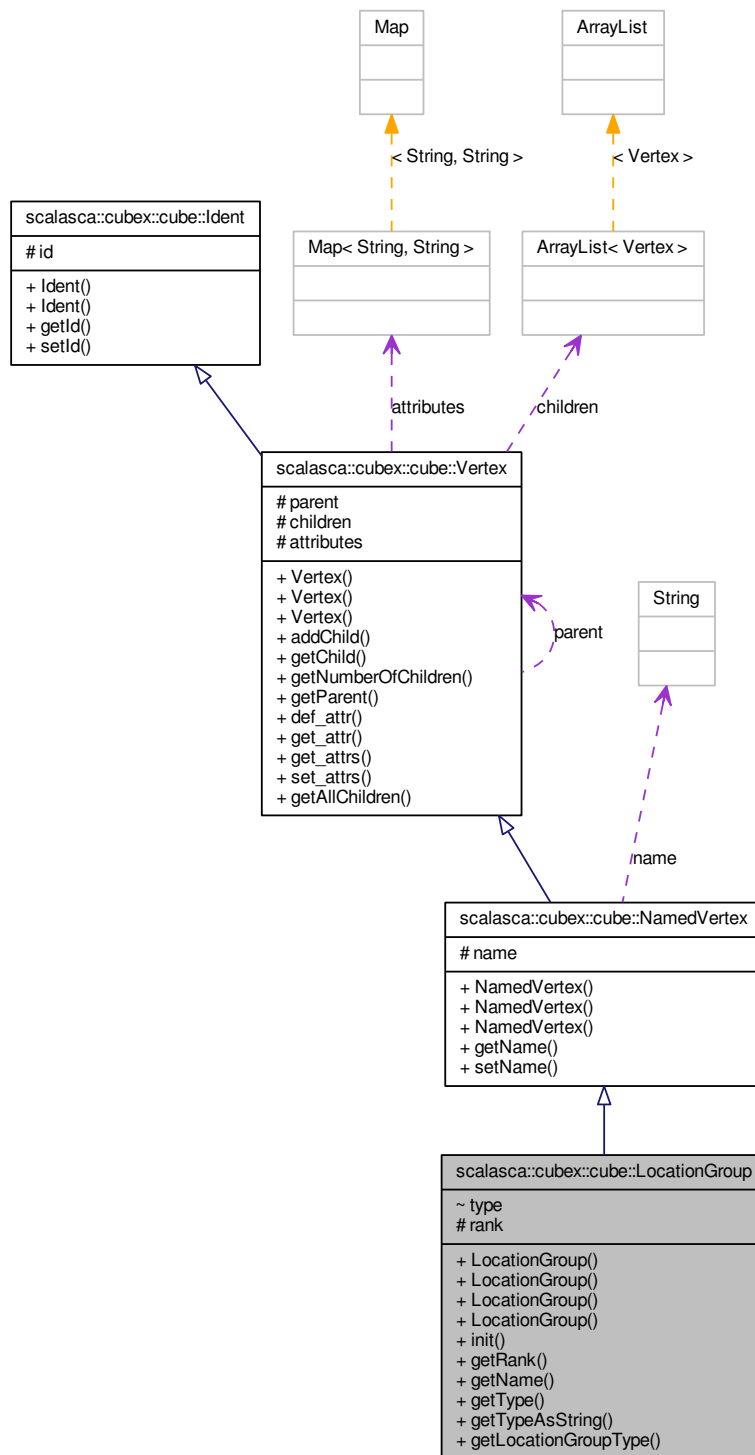 Map
ArrayList
< String, String >
< Vertex >
scalasca::cubex::cube::Ident
# id
+ Ident()
+ Ident()
+ getId()
+ setId()
Map< String, String >
ArrayList< Vertex >
attributes
children
scalasca::cubex::cube::Vertex
# parent
# children
# attributes
+ Vertex()
+ Vertex()
+ Vertex()
+ addChild()
+ getChild()
+ getNumberOfChildren()
+ getParent()
+ def_attr()
+ get_attr()
+ get_attrs()
+ set_attrs()
+ getAllChildren()
parent
String
name
scalasca::cubex::cube::NamedVertex
# name
+ NamedVertex()
+ NamedVertex()
+ NamedVertex()
+ getName()
+ setName()
scalasca::cubex::cube::LocationGroup
~ type
# rank
+ LocationGroup()
+ LocationGroup()
+ LocationGroup()
+ LocationGroup()
+ init()
+ getRank()
+ getName()
+ getType()
+ getTypeAsString()
+ getLocationGroupType()